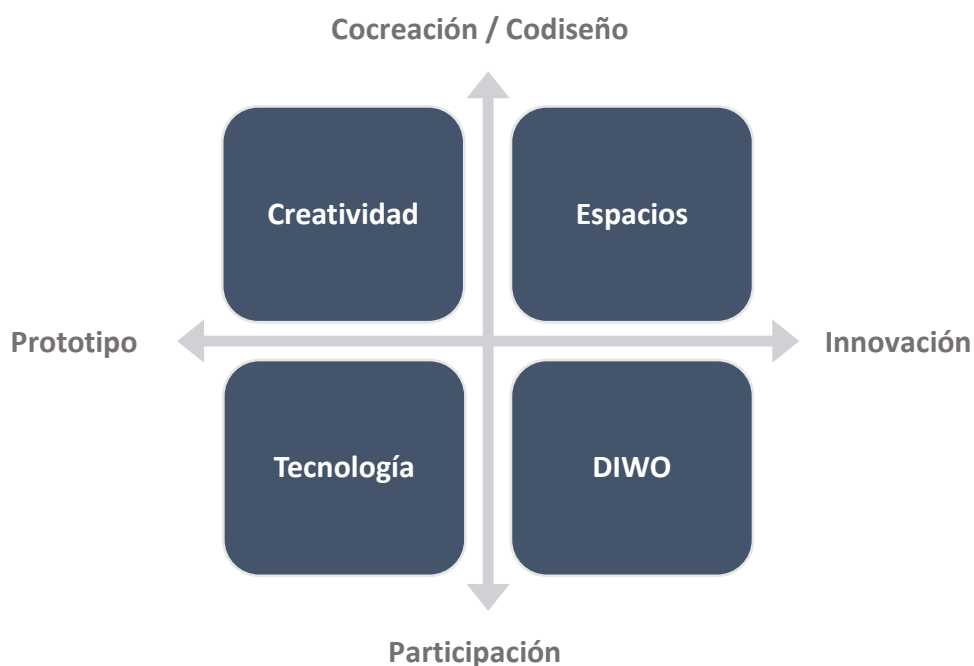 Cocreación / Codiseño
Creatividad
Espacios
Prototipo
Innovación
Tecnología
DIWO
Participación